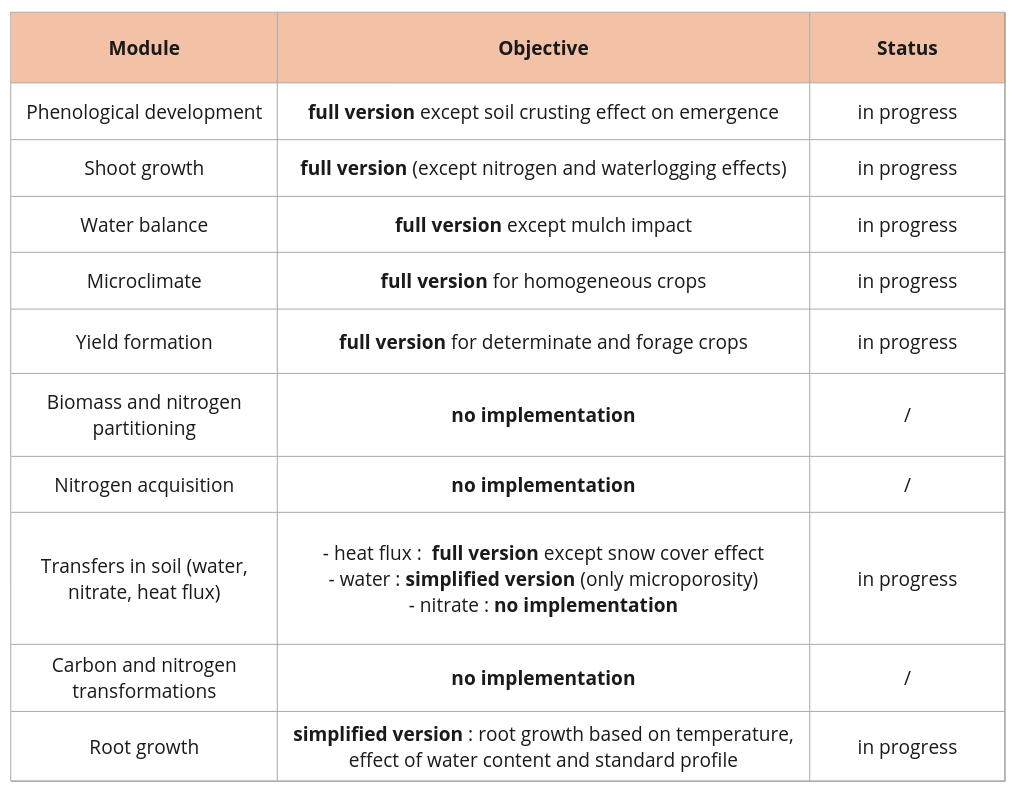 Module Objective Status
Phenological development full version except soil crusting effect on emergence in progress
Shoot growth full version (except nitrogen and waterlogging effects) in progress
Water balance full version except mulch impact in progress
Microclimate full version for homogeneous crops in progress
Yield formation full version for determinate and forage crops in progress
Biomass and nitrogen
partitioning
no implementation /
Nitrogen acquisition no implementation /
Transfers in soil (water,
nitrate, heat flux)
- heat flux : full version except snow cover effect
- water : simplified version (only microporosity)
- nitrate : no implementation
in progress
Carbon and nitrogen
transformations
no implementation /
Root growth
simplified version : root growth based on temperature,
effect of water content and standard profile
in progress